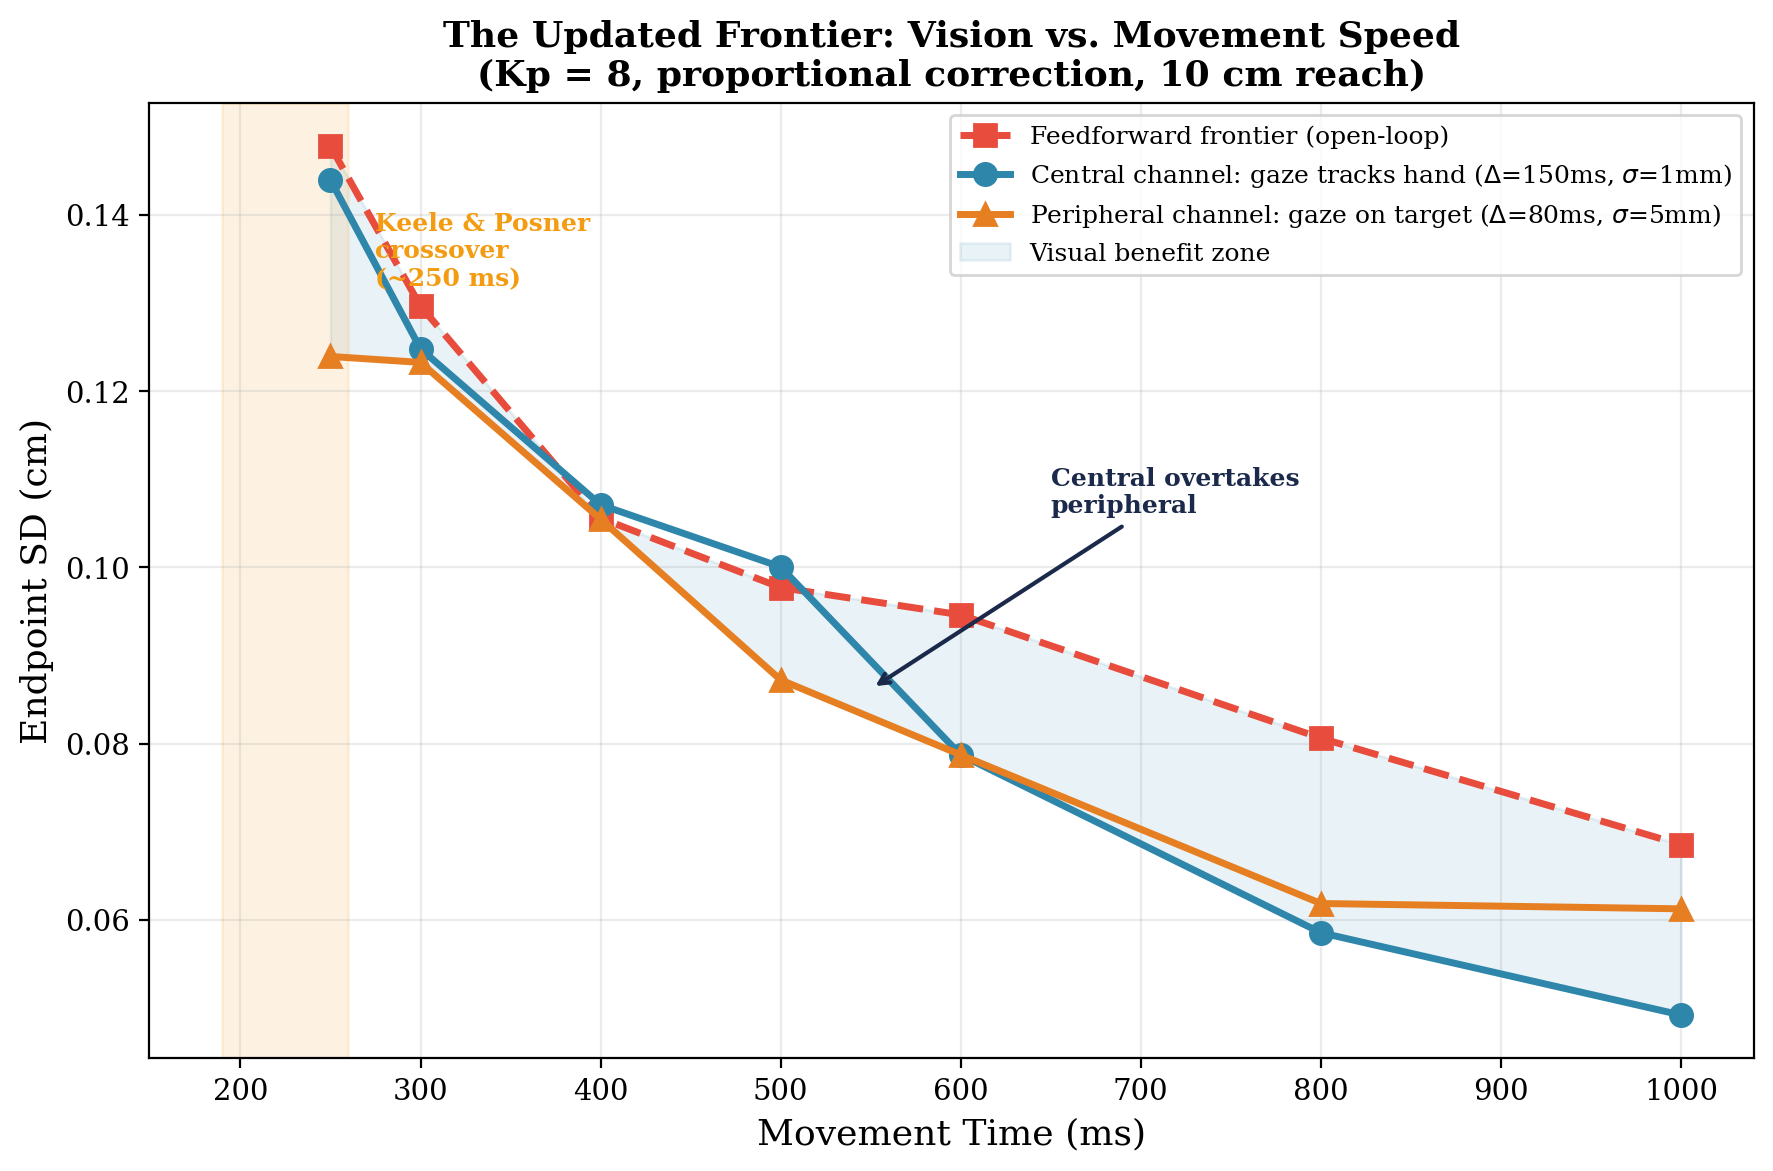 The Updated Frontier: Vision vs. Movement Speed
(Kp = 8, proportional correction, 10 cm reach)
Feedforward frontier (open-loop)
Central channel: gaze tracks hand (Δ=150ms, σ=1mm)
Peripheral channel: gaze on target (Δ=80ms, σ=5mm)
Visual benefit zone
Keele & Posner
crossover
(~250 ms)
Central overtakes
peripheral
Endpoint SD (cm)
0.14
0.12
0.10
0.08
0.06
200 300 400 500 600 700 800 900 1000
Movement Time (ms)